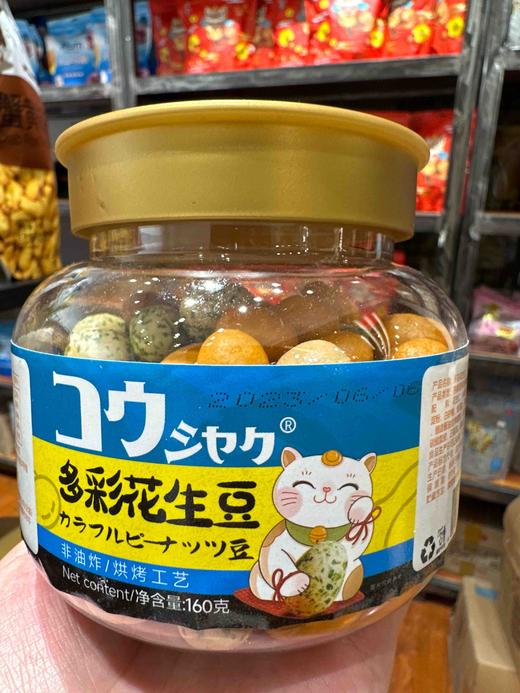 2023/06/06
コウ
シヤク®
多彩花生豆
カラフルピーナッツ豆
非油炸/烘烤工艺
Net content/净含量:160克